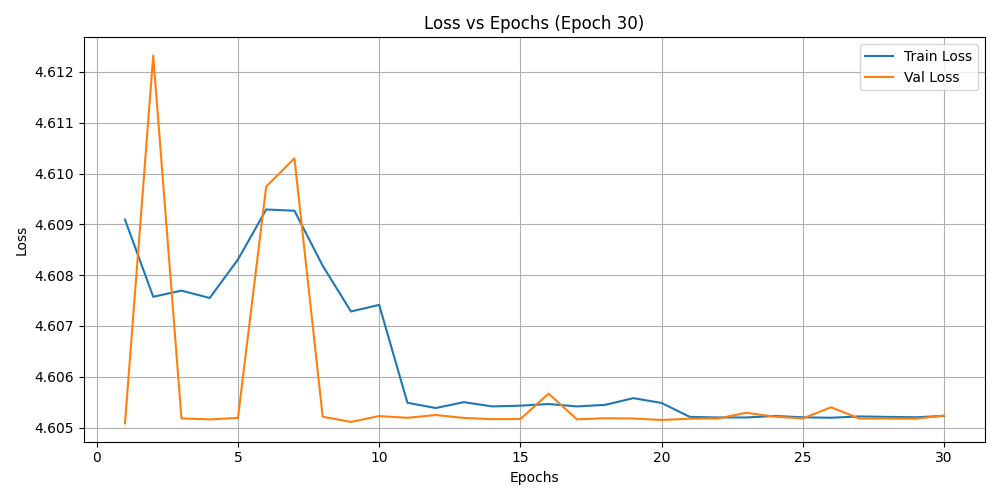 Loss vs Epochs (Epoch 30)
Train Loss
Val Loss
4.612
4.611
4.610
4.609
4.608
4.607
4.606
4.605
Loss
0 5 10 15 20 25 30
Epochs